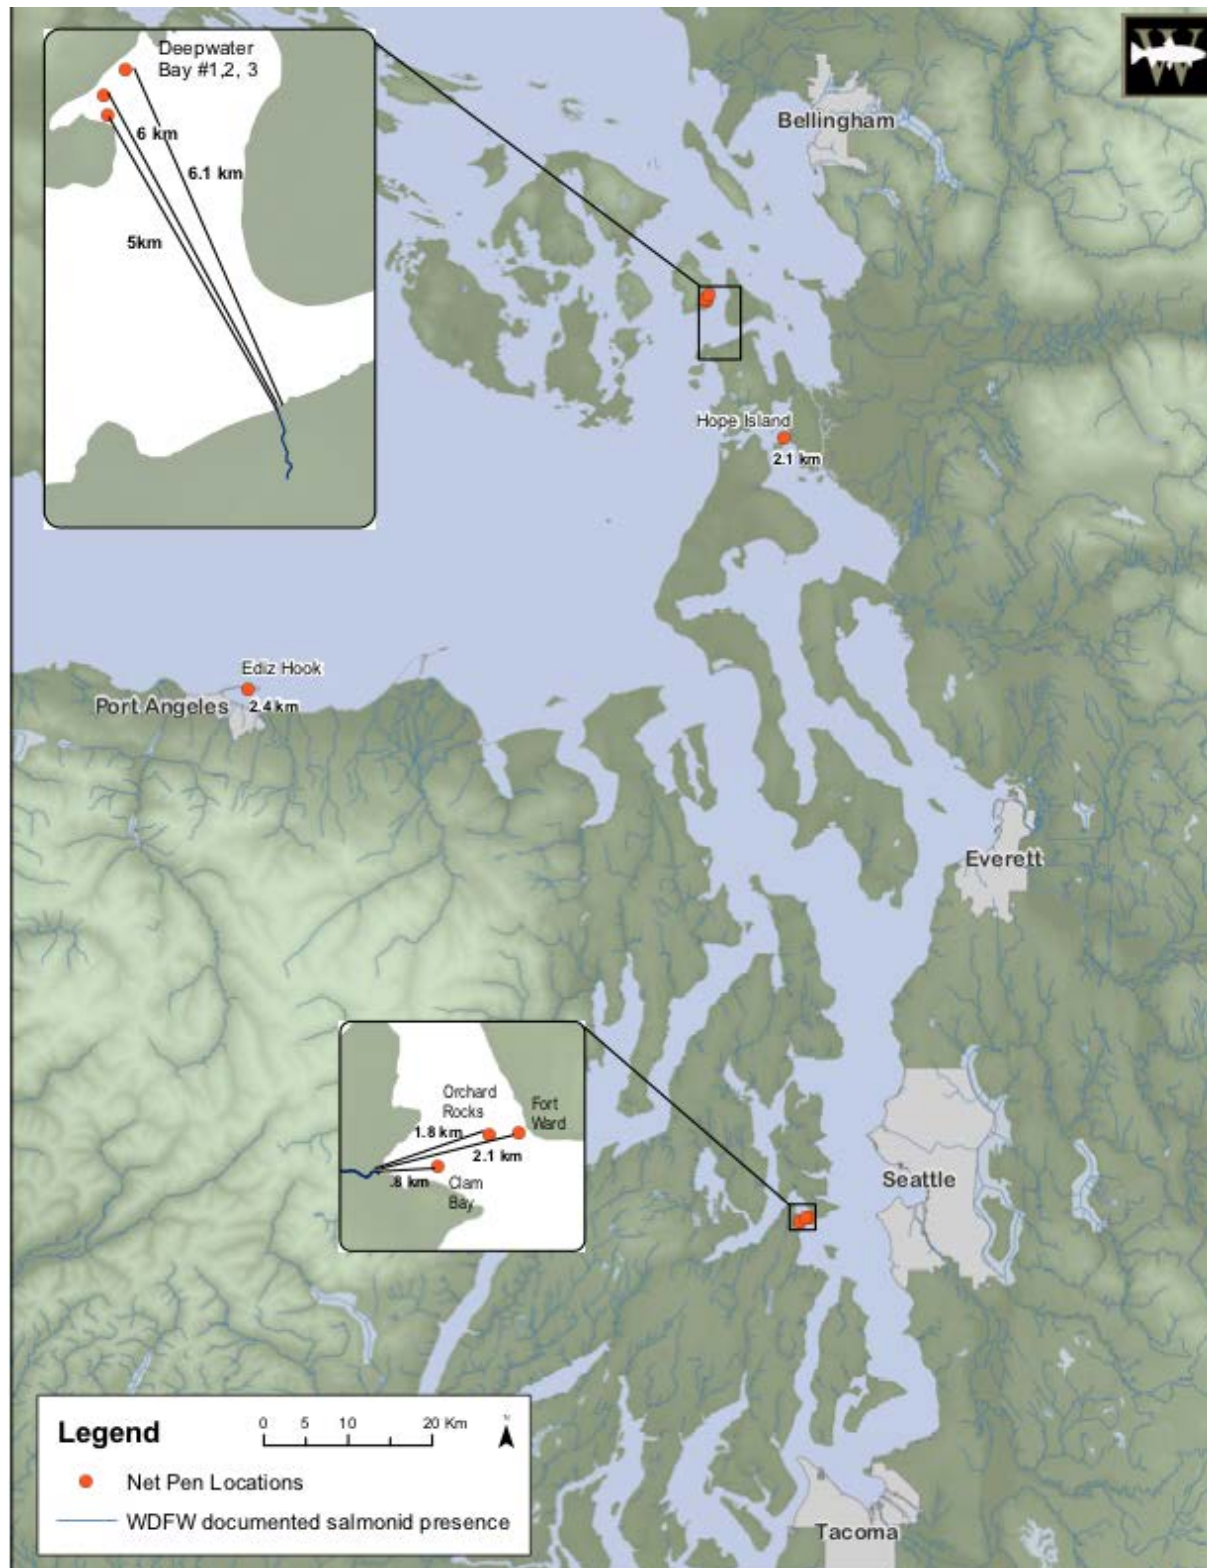 Deepwater
Bay #1,2, 3
6 km
6.1 km
5km
W
Bellingham
Hope Island
2.1 km
Ediz Hook
Port Angeles
2.4 km
Everett
Orchard
Rocks
Fort
Ward
1.8 km
2.1 km
.8 km
Clam
Bay
Seattle
Legend
0 5 10 20 Km
N
Net Pen Locations
WDFW documented salmonid presence
Tacoma